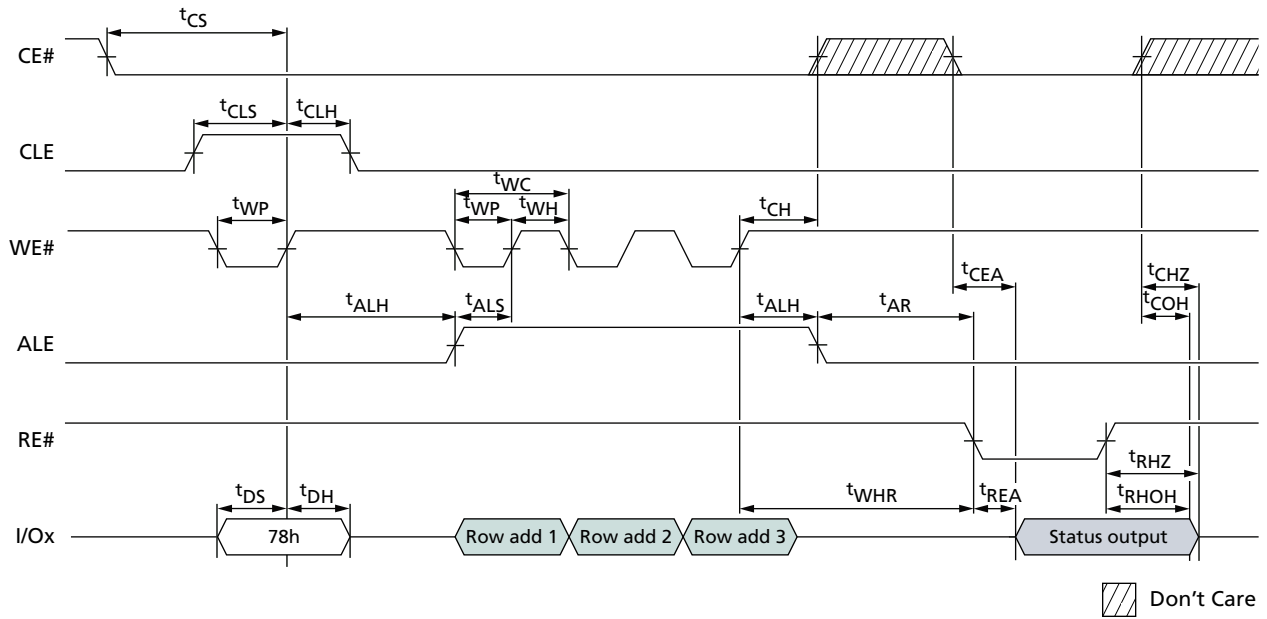 tCS
CE#
tCLS
tCLH
CLE
tWC
tWP
tWP
tWH
tCH
WE#
tCEA
tCHZ
tALH
tALS
tALH
tAR
tCOH
ALE
RE#
tRHZ
tDS
tDH
tWHR
tREA
tRHOH
I/Ox
78h
Row add 1
Row add 2
Row add 3
Status output
Don't Care